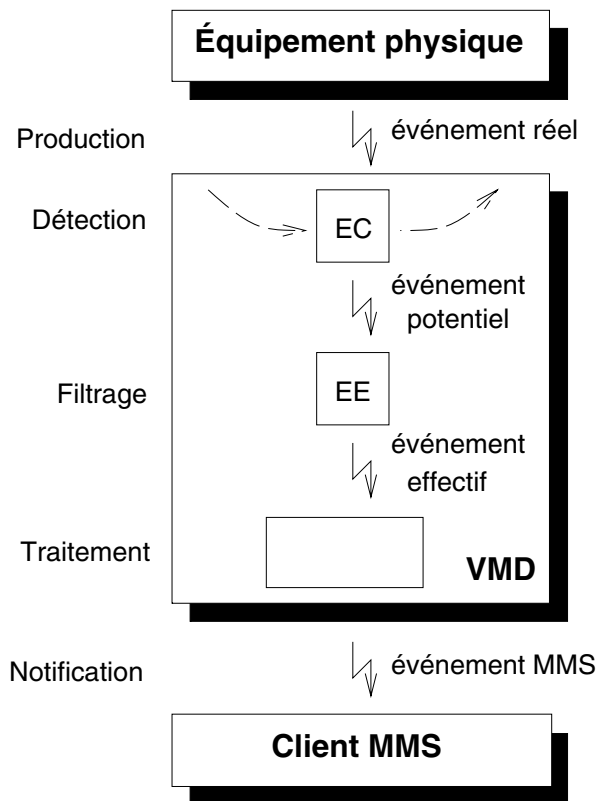 Équipement physique
Production
événement réel
Détection
EC
événement
potentiel
Filtrage
EE
événement
effectif
Traitement
VMD
Notification
événement MMS
Client MMS